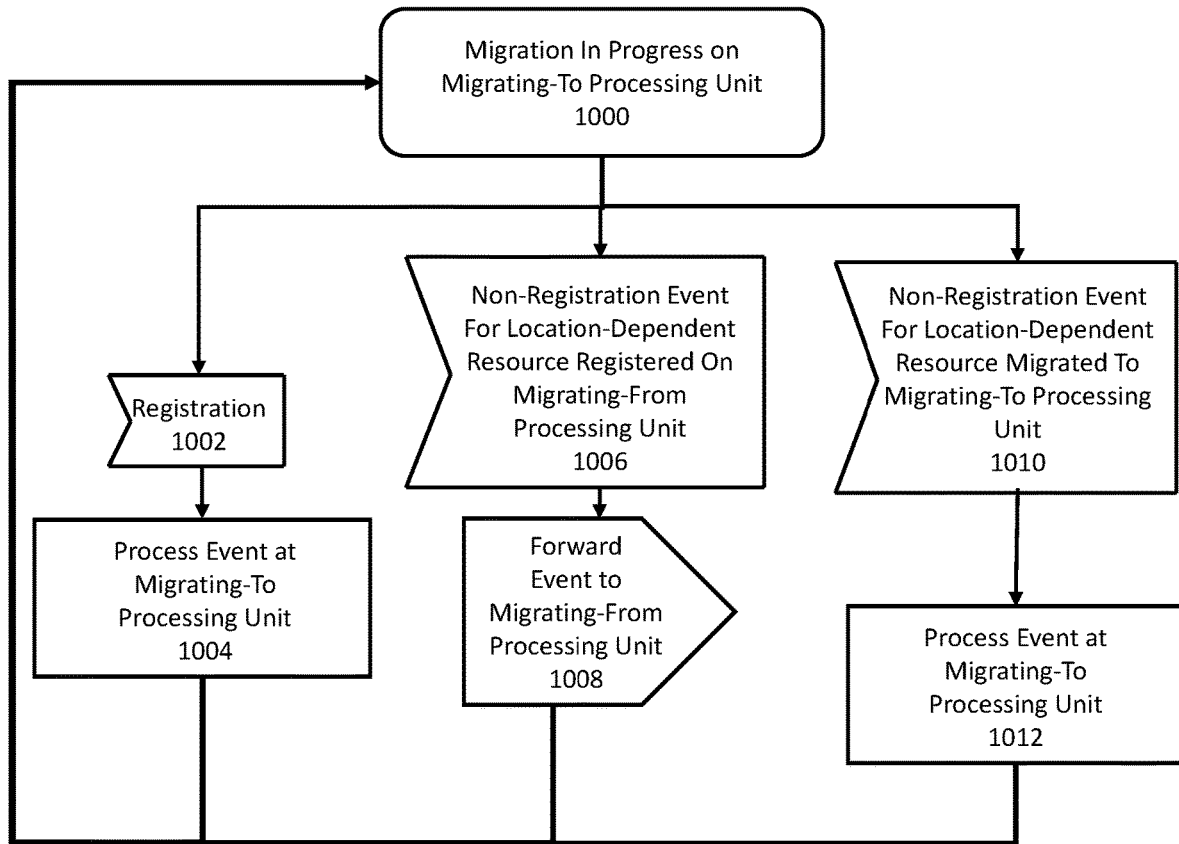 Migration In Progress on
Migrating-To Processing Unit
1000
Registration
1002
Process Event at
Migrating-To
Processing Unit
1004
Non-Registration Event
For Location-Dependent
Resource Registered On
Migrating-From
Processing Unit
1006
Forward
Event to
Migrating-From
Processing Unit
1008
Non-Registration Event
For Location-Dependent
Resource Migrated To
Migrating-To Processing
Unit
1010
Process Event at
Migrating-To
Processing Unit
1012